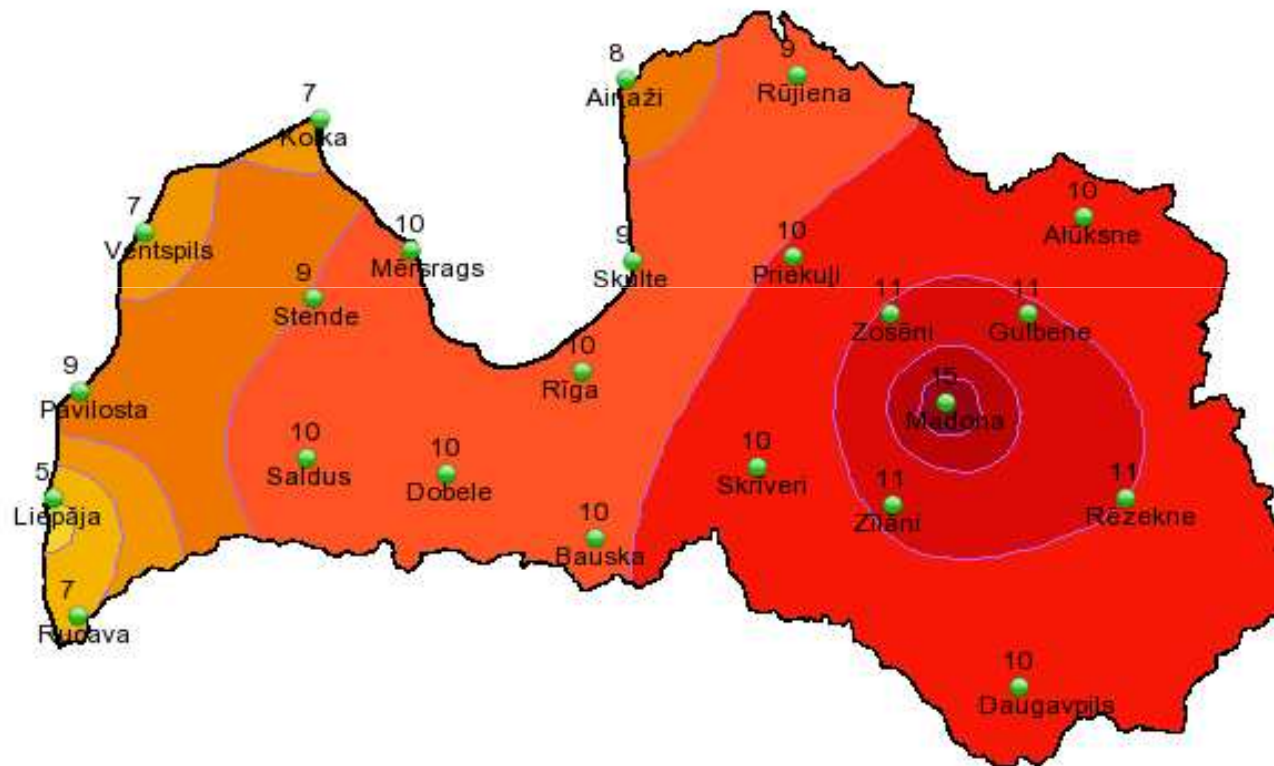 8
Ainaži
9
Rūjiena
7
Kolka
7
Ventspils
10
Mērsrags
9
Skulte
10
Priekuļi
10
Alūksne
9
Stende
11
Zosēni
11
Gulbene
9
Pāvilosta
10
Rīga
15
Madona
10
Saldus
10
Dobele
10
Skrīveri
5
Liepāja
11
Zīlāni
11
Rēzekne
10
Bauska
7
Rucava
10
Daugavpils